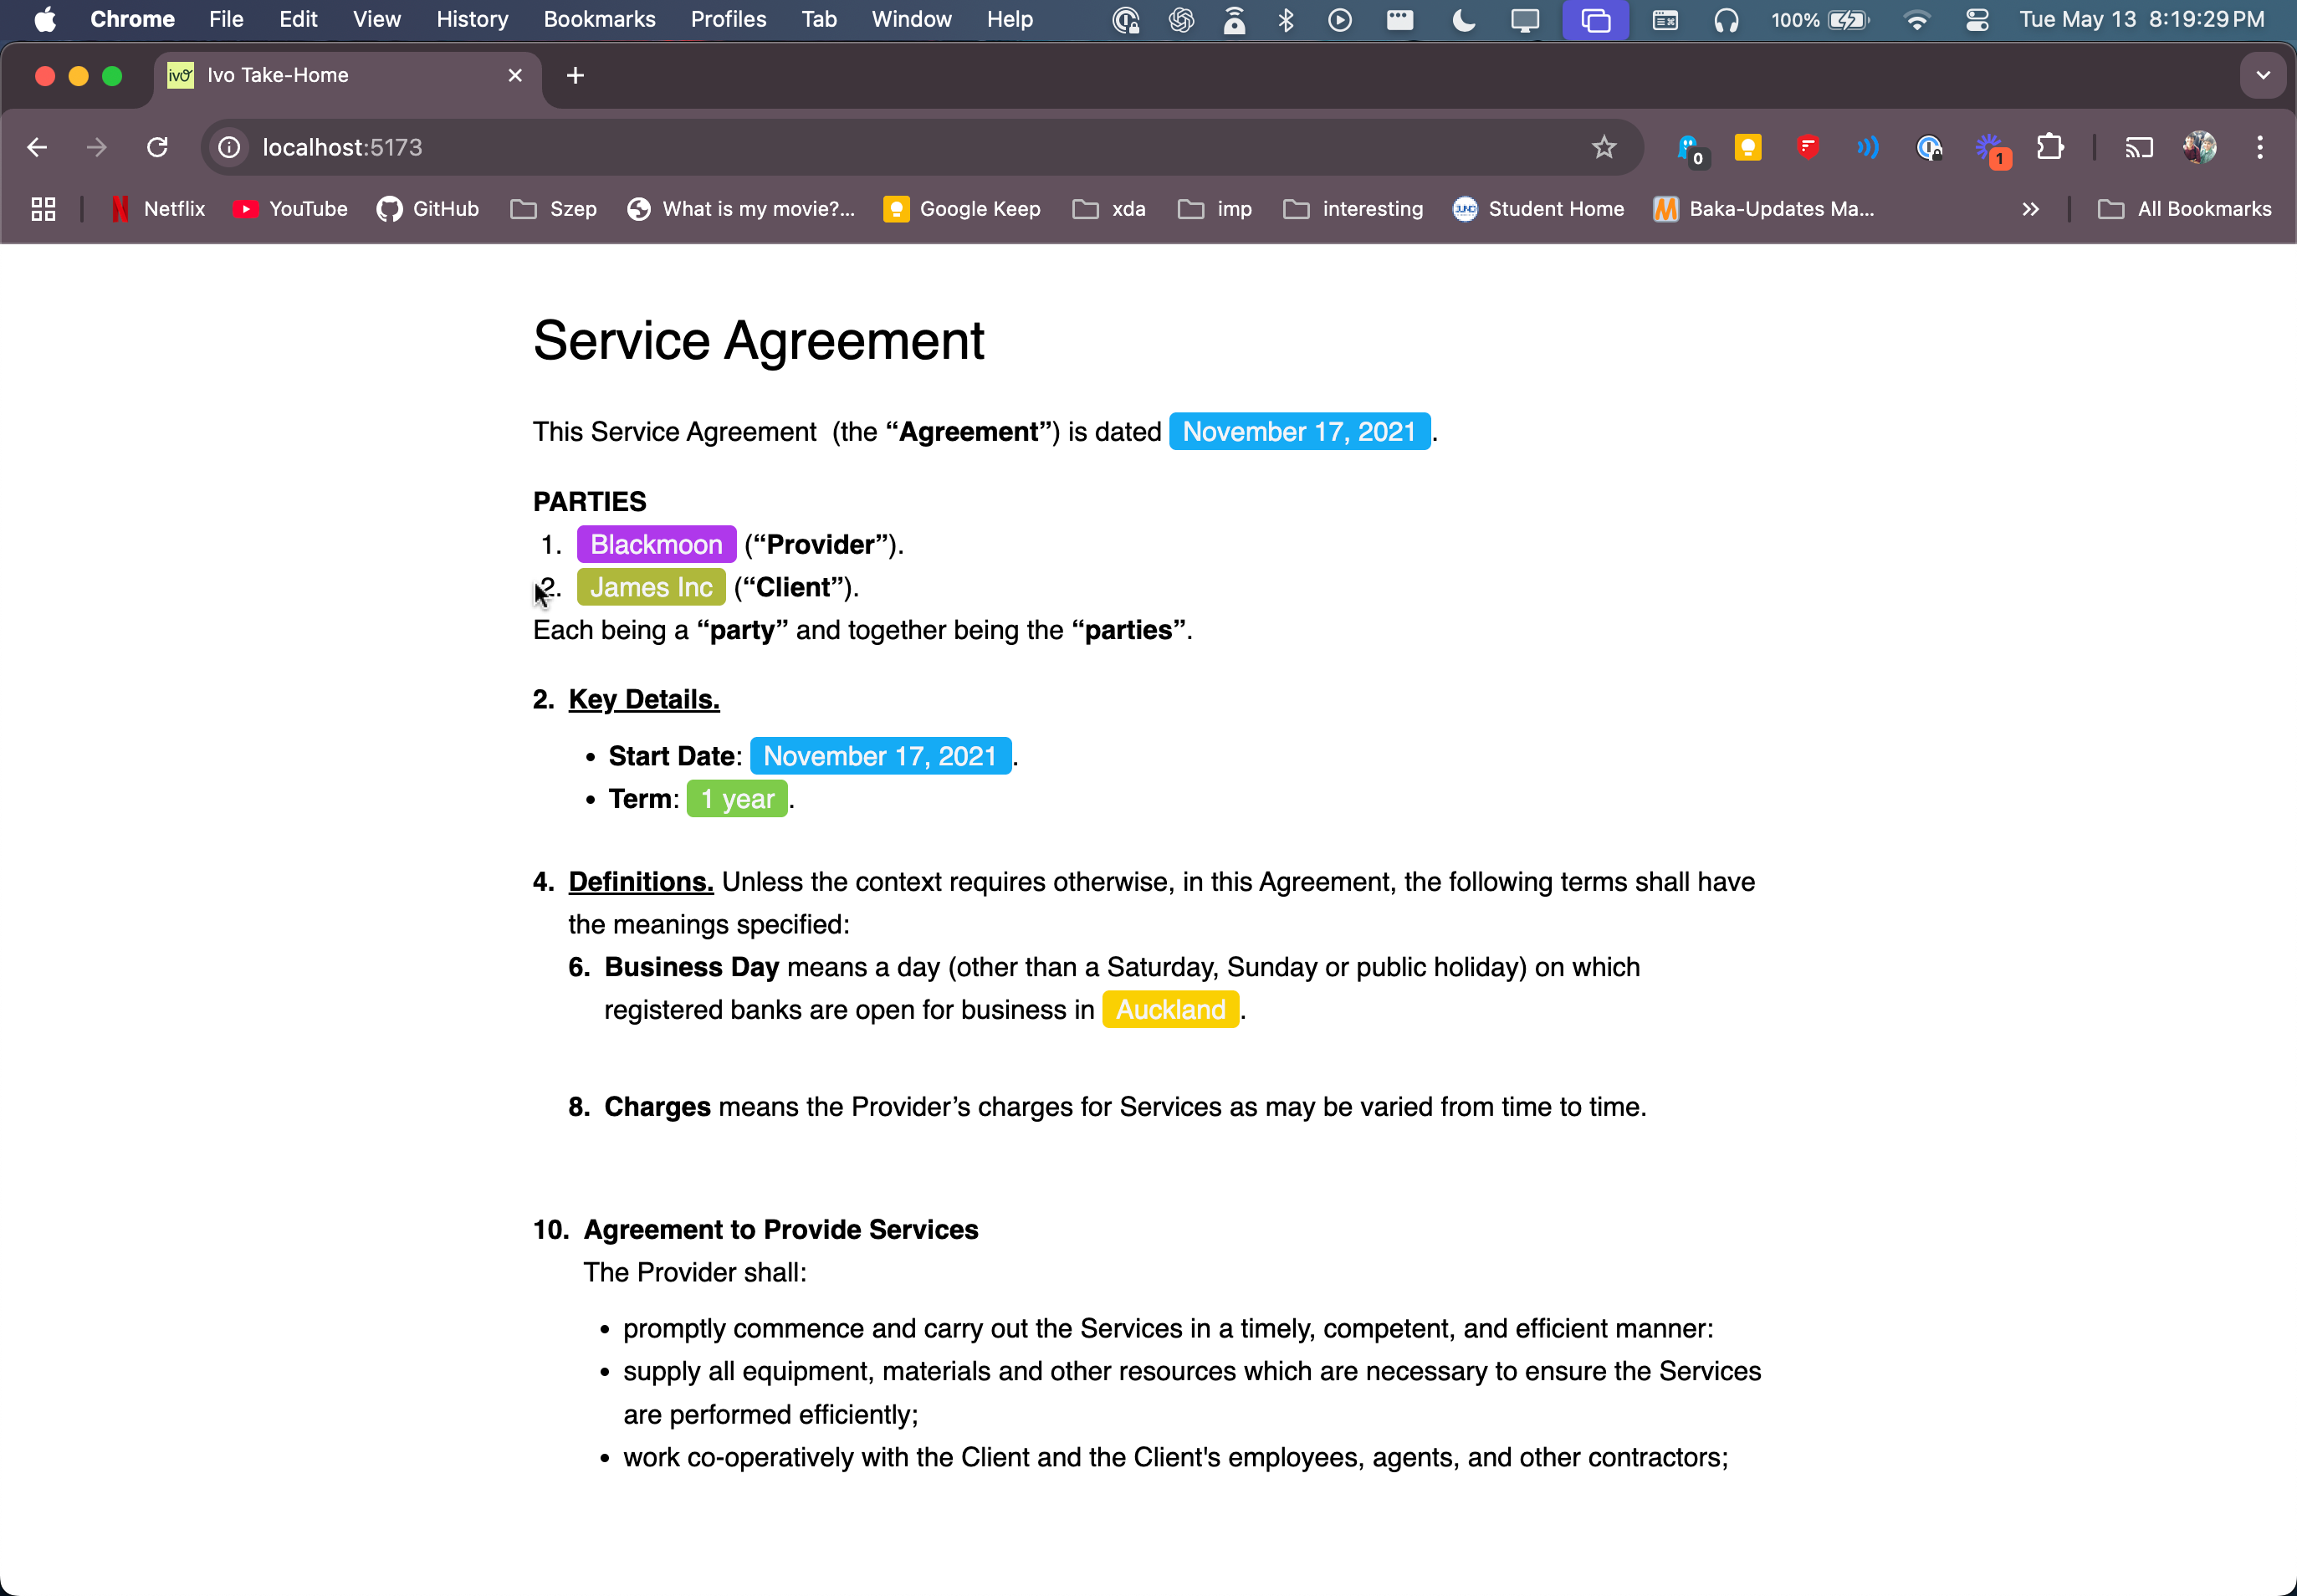 Chrome File Edit View History Bookmarks Profiles Tab Window Help 100% Tue May 13 8:19:29 PM
ivo Ivo Take-Home
localhost:5173 0 1
Netflix YouTube GitHub Szep What is my movie?... Google Keep xda imp interesting Student Home Baka-Updates Ma... » All Bookmarks
Service Agreement
This Service Agreement (the “Agreement”) is dated November 17, 2021.
PARTIES
1. Blackmoon (“Provider”).
2. James Inc (“Client”).
Each being a “party” and together being the “parties”.
2. Key Details.
• Start Date: November 17, 2021.
• Term: 1 year.
4. Definitions. Unless the context requires otherwise, in this Agreement, the following terms shall have
the meanings specified:
6. Business Day means a day (other than a Saturday, Sunday or public holiday) on which
registered banks are open for business in Auckland.
8. Charges means the Provider’s charges for Services as may be varied from time to time.
10. Agreement to Provide Services
The Provider shall:
• promptly commence and carry out the Services in a timely, competent, and efficient manner:
• supply all equipment, materials and other resources which are necessary to ensure the Services
are performed efficiently;
• work co-operatively with the Client and the Client's employees, agents, and other contractors;